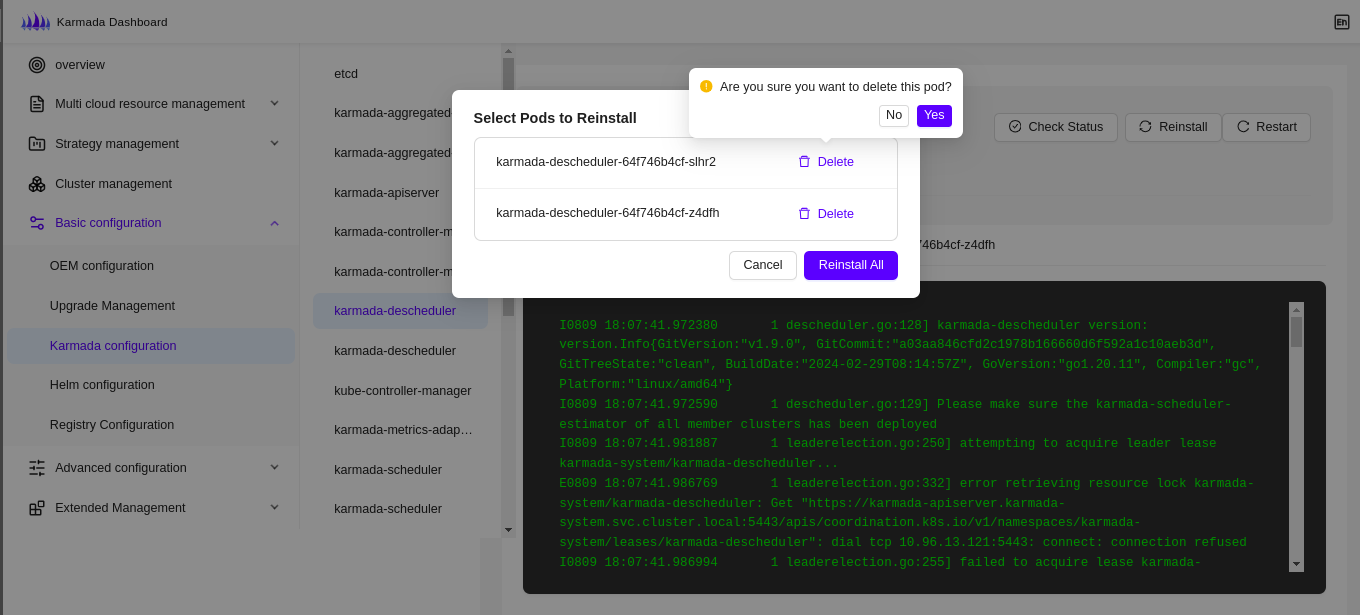 Karmada Dashboard
En
overview
Multi cloud resource management
Strategy management
Cluster management
Basic configuration
OEM configuration
Upgrade Management
Karmada configuration
Helm configuration
Registry Configuration
Advanced configuration
Extended Management
etcd
karmada-aggregated
karmada-aggregated
karmada-apiserver
karmada-controller-m
karmada-controller-m
karmada-descheduler
karmada-descheduler
kube-controller-manager
karmada-metrics-adap…
karmada-scheduler
karmada-scheduler
Are you sure you want to delete this pod?
No
Yes
Select Pods to Reinstall
karmada-descheduler-64f746b4cf-slhr2
Delete
karmada-descheduler-64f746b4cf-z4dfh
Delete
Cancel
Reinstall All
Check Status
Reinstall
Restart
746b4cf-z4dfh
I0809 18:07:41.972380       1 descheduler.go:128] karmada-descheduler version:
version.Info{GitVersion:"v1.9.0", GitCommit:"a03aa846cfd2c1978b166660d6f592a1c10aeb3d",
GitTreeState:"clean", BuildDate:"2024-02-29T08:14:57Z", GoVersion:"go1.20.11", Compiler:"gc",
Platform:"linux/amd64"}
I0809 18:07:41.972590       1 descheduler.go:129] Please make sure the karmada-scheduler-
estimator of all member clusters has been deployed
I0809 18:07:41.981887       1 leaderelection.go:250] attempting to acquire leader lease
karmada-system/karmada-descheduler...
E0809 18:07:41.986769       1 leaderelection.go:332] error retrieving resource lock karmada-
system/karmada-descheduler: Get "https://karmada-apiserver.karmada-
system.svc.cluster.local:5443/apis/coordination.k8s.io/v1/namespaces/karmada-
system/leases/karmada-descheduler": dial tcp 10.96.13.121:5443: connect: connection refused
I0809 18:07:41.986994       1 leaderelection.go:255] failed to acquire lease karmada-